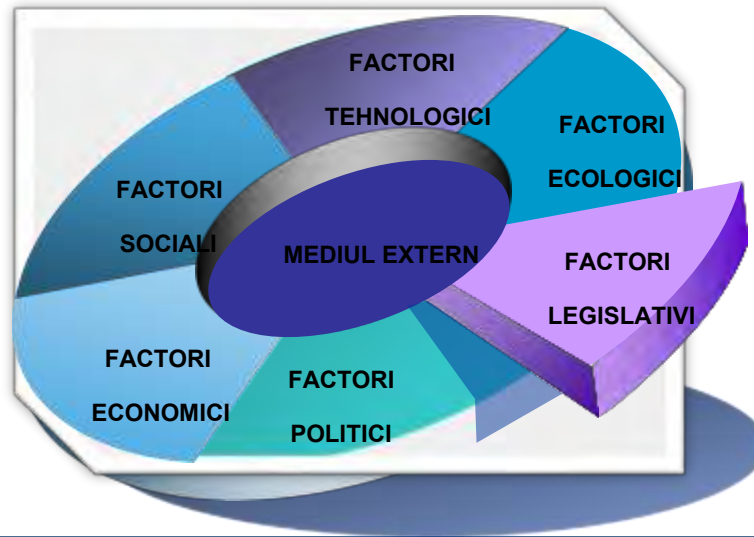 FACTORI
TEHNOLOGICI
FACTORI
ECOLOGICI
FACTORI
SOCIALI
MEDIUL EXTERN
FACTORI
LEGISLATIVI
FACTORI
ECONOMICI
FACTORI
POLITICI